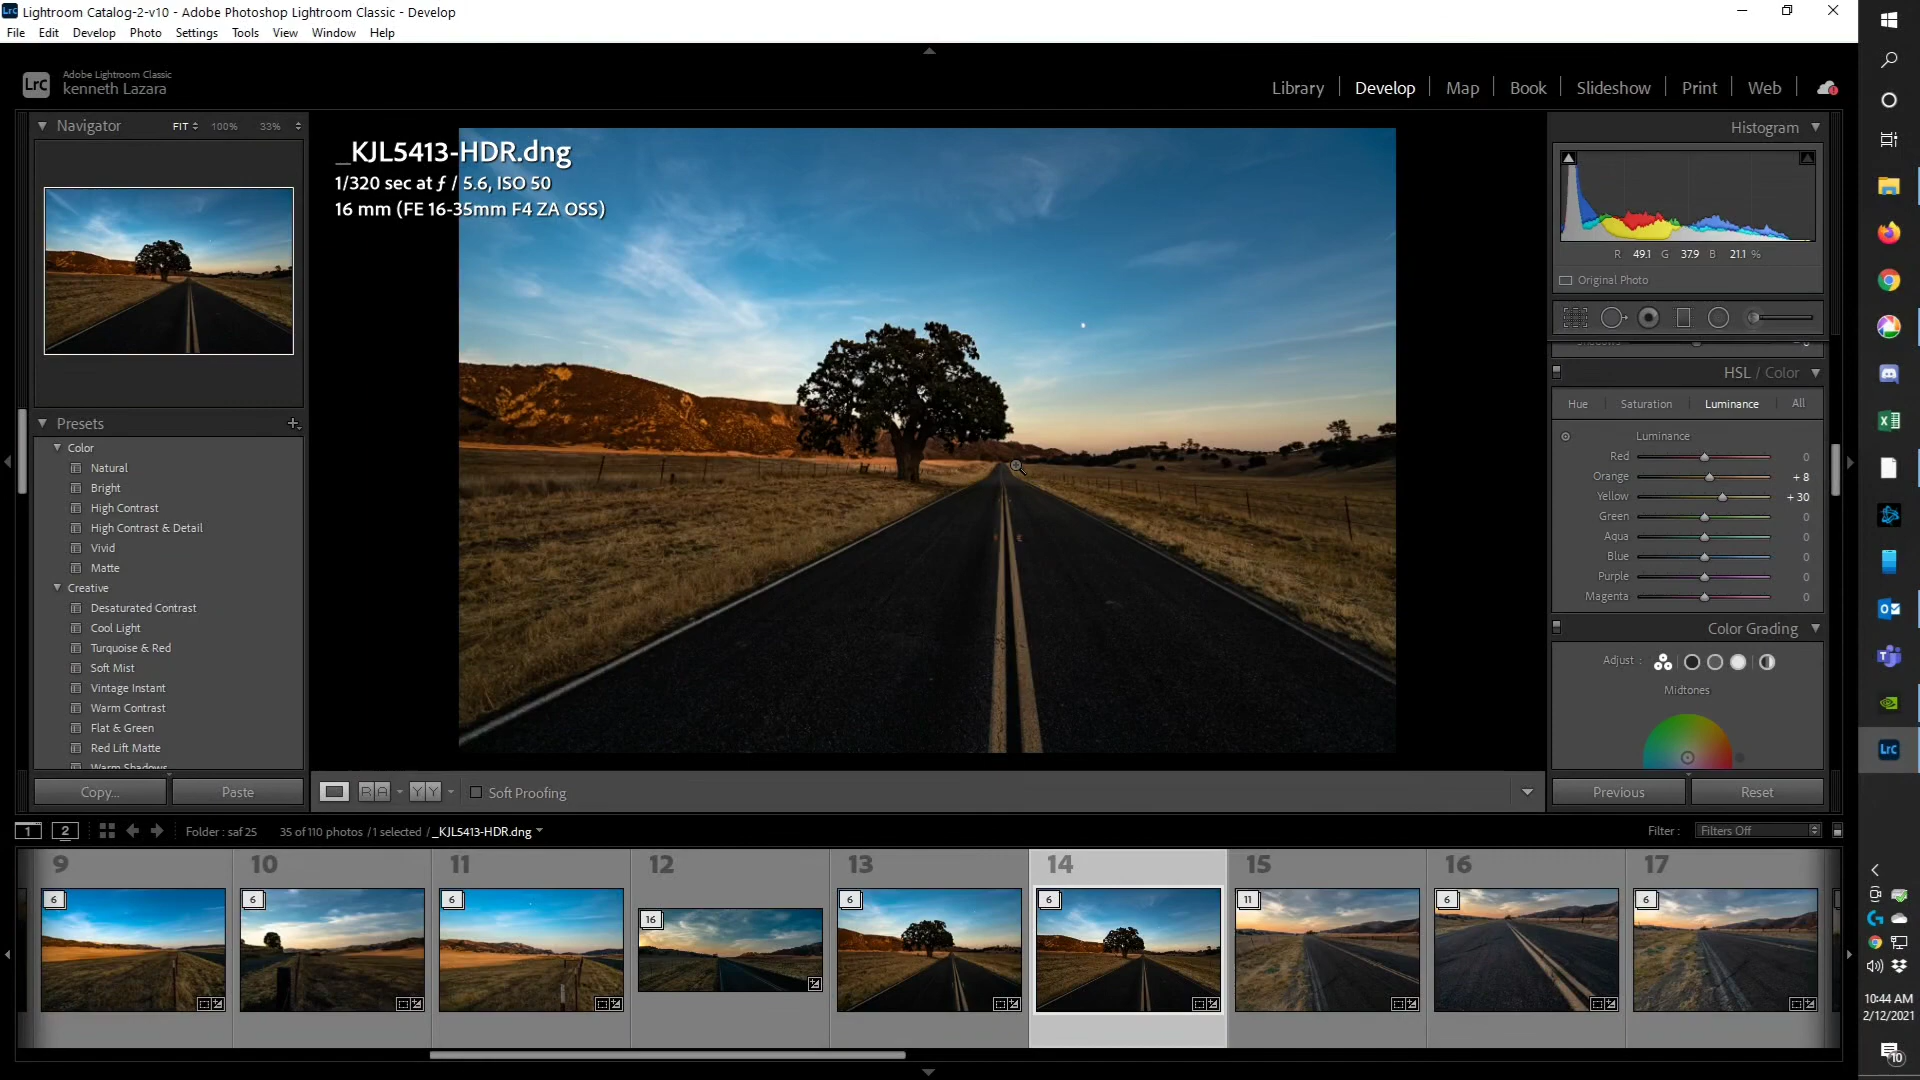 Lightroom Catalog-2-v10 - Adobe Photoshop Lightroom Classic - Develop
File Edit Develop Photo Settings Tools View Window Help
LrC
Adobe Lightroom Classic
kenneth Lazara
Library Develop Map Book Slideshow Print Web
Navigator FIT 100% 33%
Histogram
_KJL5413-HDR.dng
1/320 sec at ƒ / 5.6, ISO 50
16 mm (FE 16-35mm F4 ZA OSS)
R 49.1 G 37.9 B 21.1 %
Original Photo
HSL / Color
Hue Saturation Luminance All
Luminance
Red 0
Orange + 8
Yellow + 30
Green 0
Aqua 0
Blue 0
Purple 0
Magenta 0
Color Grading
Adjust :
Midtones
Presets
Color
Natural
Bright
High Contrast
High Contrast & Detail
Vivid
Matte
Creative
Desaturated Contrast
Cool Light
Turquoise & Red
Soft Mist
Vintage Instant
Warm Contrast
Flat & Green
Red Lift Matte
Copy... Paste
R A Y Y Soft Proofing
Previous Reset
1 2 Folder : saf 25 35 of 110 photos / 1 selected / _KJL5413-HDR.dng
Filter : Filters Off
9 10 11 12 13 14 15 16 17
6 6 6 16 6 6 11 6 6
LrC
10:44 AM
2/12/2021
10